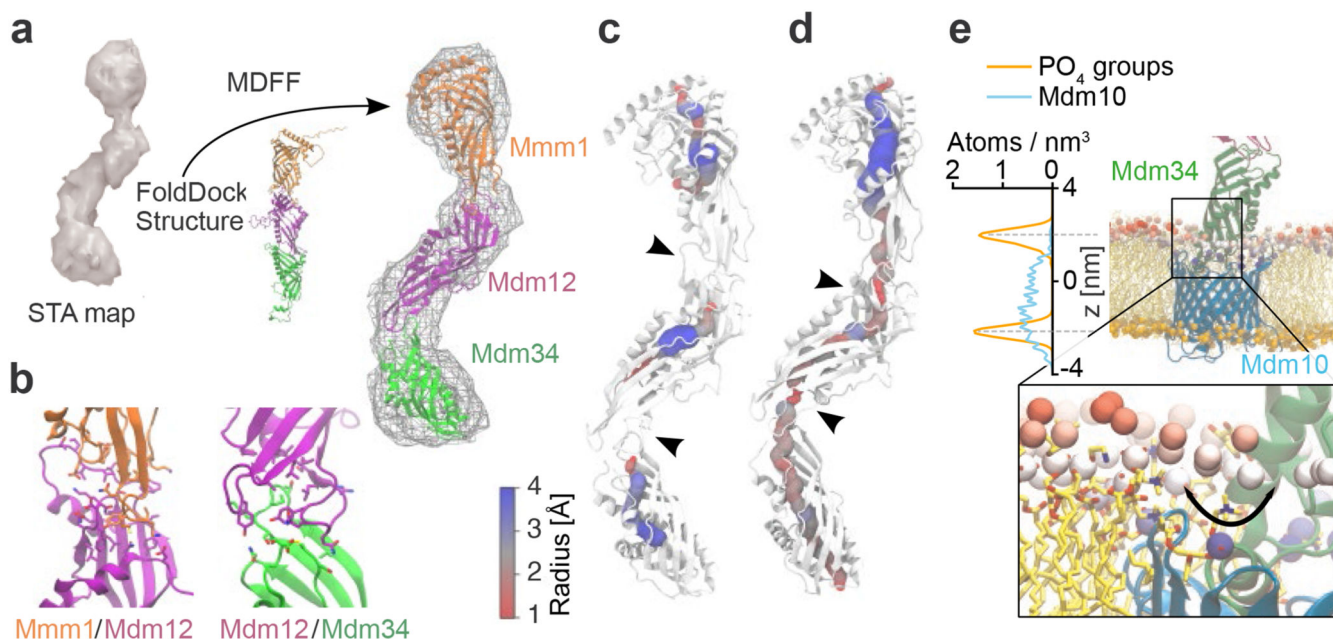 a
STA map
MDFF
FoldDock
Structure
Mmm1
Mdm12
Mdm34
b
Mmm1/Mdm12
Mdm12/Mdm34
4
3
2
1
Radius [Å]
c
d
e
PO4 groups
Mdm10
Atoms / nm³
2 1 0
4
0
-4
z [nm]
Mdm34
Mdm10